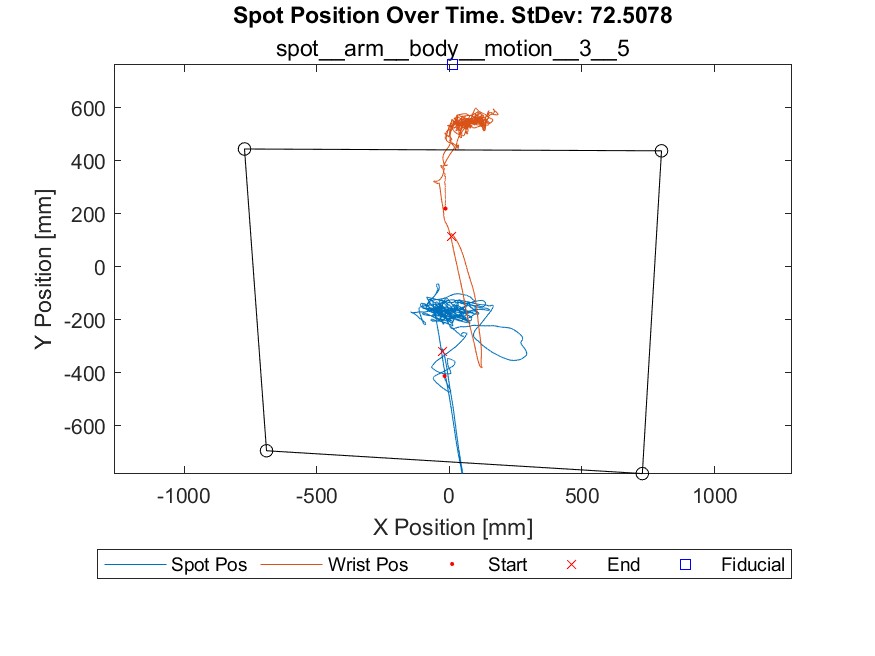 Spot Position Over Time. StDev: 72.5078
spot__arm__body__motion__3__5
600
400
200
0
-200
-400
-600
Y Position [mm]
-1000 -500 0 500 1000
X Position [mm]
Spot Pos Wrist Pos Start End Fiducial